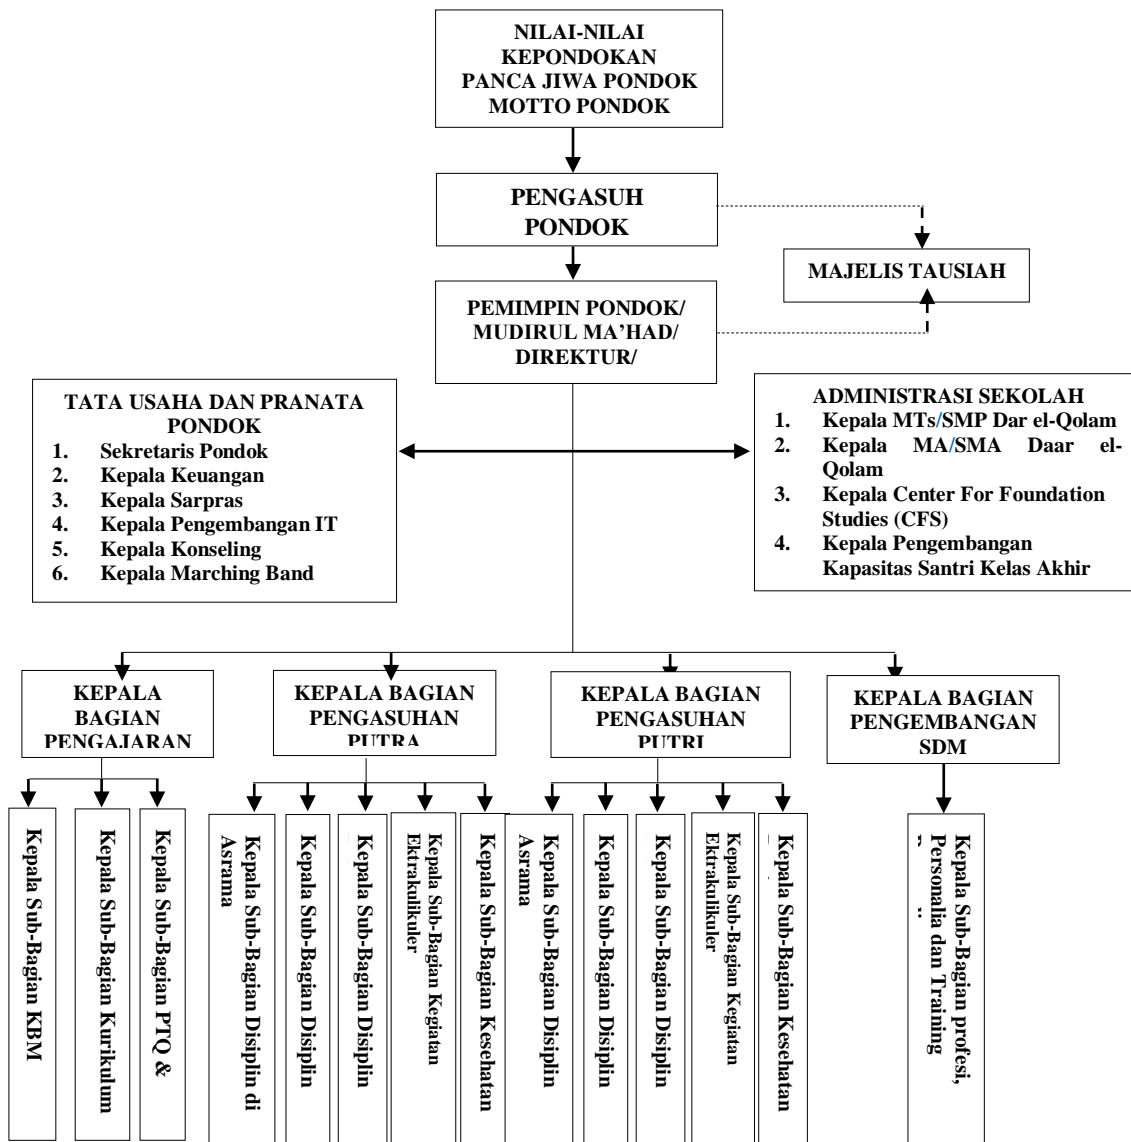 NILAI-NILAI
KEPONDOKAN
PANCA JIWA PONDOK
MOTTO PONDOK
PENGASUH
PONDOK
MAJELIS TAUSIAH
PEMIMPIN PONDOK/
MUDIRUL MA’HAD/
DIREKTUR/
TATA USAHA DAN PRANATA
PONDOK
1. Sekretaris Pondok
2. Kepala Keuangan
3. Kepala Sarpras
4. Kepala Pengembangan IT
5. Kepala Konseling
6. Kepala Marching Band
ADMINISTRASI SEKOLAH
1. Kepala MTs/SMP Dar el-Qolam
2. Kepala MA/SMA Daar el-
Qolam
3. Kepala Center For Foundation
Studies (CFS)
4. Kepala Pengembangan
Kapasitas Santri Kelas Akhir
KEPALA
BAGIAN
PENGAJARAN
KEPALA BAGIAN
PENGASUHAN
PUTRA
KEPALA BAGIAN
PENGASUHAN
PUTRI
KEPALA BAGIAN
PENGEMBANGAN
SDM
Kepala Sub-Bagian KBM
Kepala Sub-Bagian Kurikulum
Kepala Sub-Bagian PTQ &
Kepala Sub-Bagian Disiplin di
Asrama
Kepala Sub-Bagian Disiplin
Kepala Sub-Bagian Disiplin
Kepala Sub-Bagian Kegiatan
Ektrakulikuler
Kepala Sub-Bagian Kesehatan
Kepala Sub-Bagian Disiplin
Asrama
Kepala Sub-Bagian Disiplin
Kepala Sub-Bagian Disiplin
Kepala Sub-Bagian Kegiatan
Ektrakulikuler
Kepala Sub-Bagian Kesehatan
Kepala Sub-Bagian profesi,
Personalia dan Training